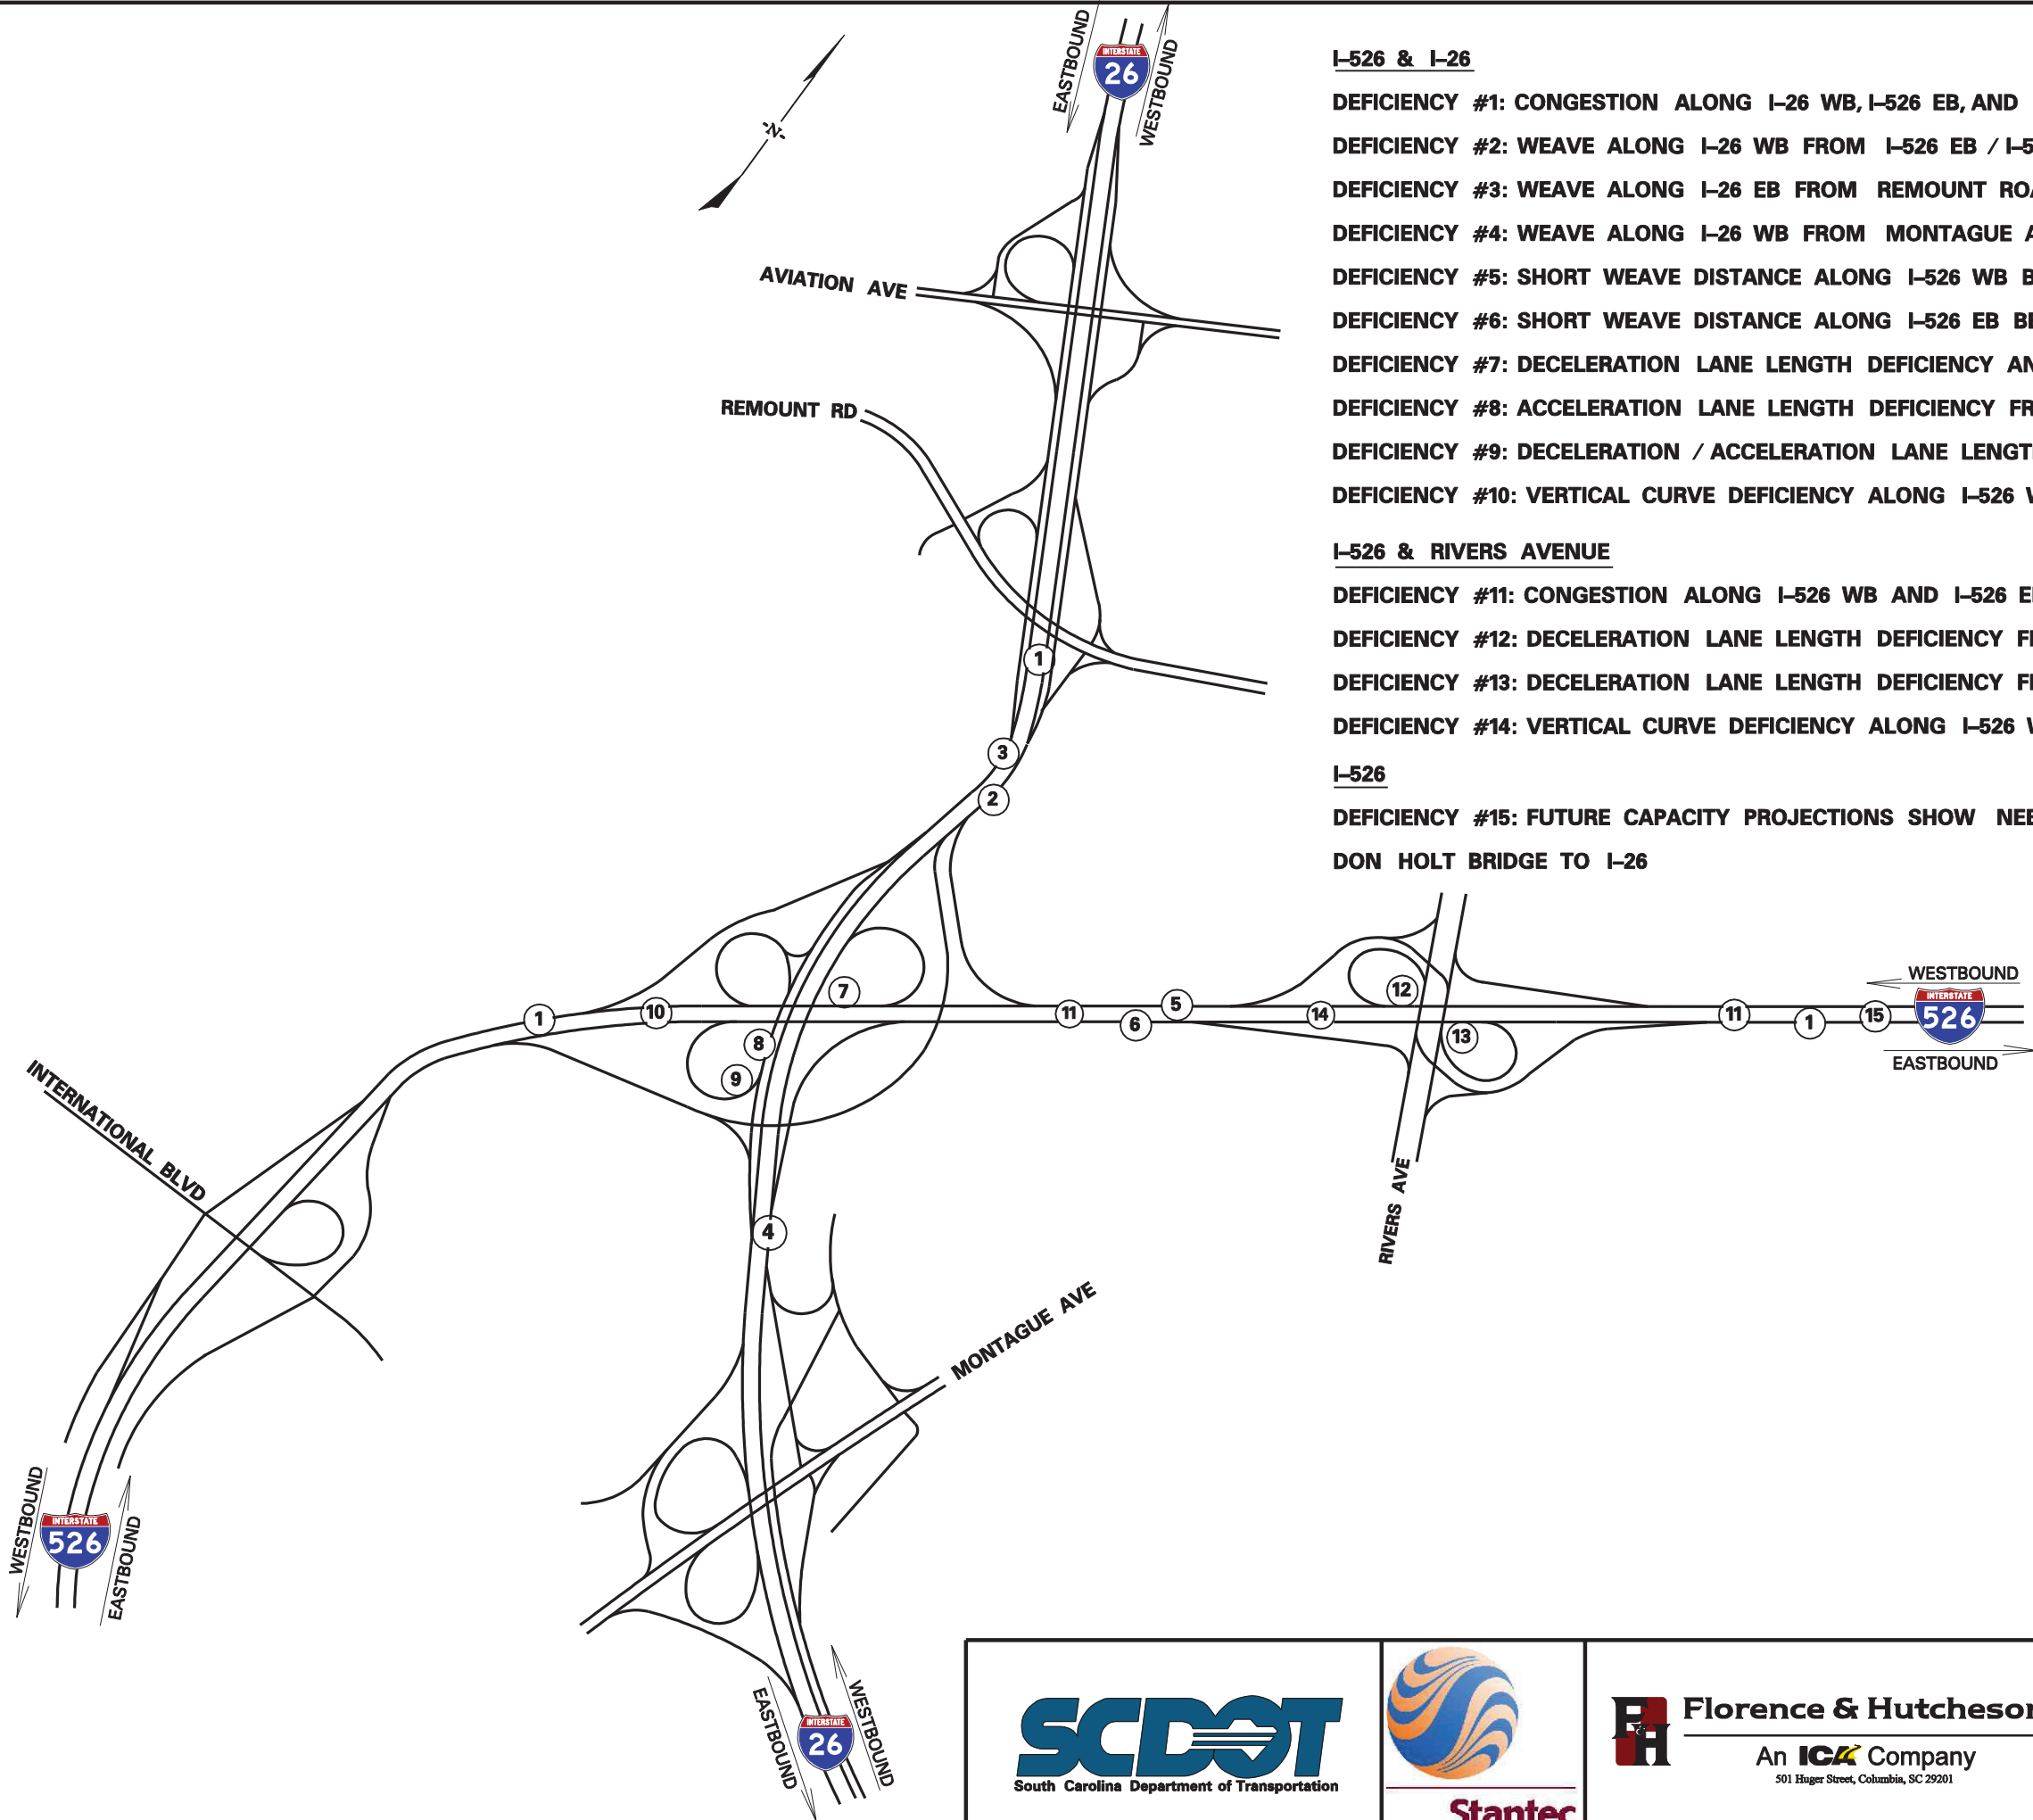 EASTBOUND
INTERSTATE
26
WESTBOUND
-N-
AVIATION AVE
REMOUNT RD
I-526 & I-26
DEFICIENCY #1: CONGESTION ALONG I-26 WB, I-526 EB, AND
DEFICIENCY #2: WEAVE ALONG I-26 WB FROM I-526 EB / I-5
DEFICIENCY #3: WEAVE ALONG I-26 EB FROM REMOUNT
DEFICIENCY #4: WEAVE ALONG I-26 WB FROM MONTAGUE
DEFICIENCY #5: SHORT WEAVE DISTANCE ALONG I-526 WB
DEFICIENCY #6: SHORT WEAVE DISTANCE ALONG I-526 EB
DEFICIENCY #7: DECELERATION LANE LENGTH DEFICIENCY
DEFICIENCY #8: ACCELERATION LANE LENGTH DEFICIENCY
DEFICIENCY #9: DECELERATION / ACCELERATION LANE
DEFICIENCY #10: VERTICAL CURVE DEFICIENCY ALONG I-526
I-526 & RIVERS AVENUE
DEFICIENCY #11: CONGESTION ALONG I-526 WB AND I-526
DEFICIENCY #12: DECELERATION LANE LENGTH DEFICIENCY
DEFICIENCY #13: DECELERATION LANE LENGTH DEFICIENCY
DEFICIENCY #14: VERTICAL CURVE DEFICIENCY ALONG I-526
I-526
DEFICIENCY #15: FUTURE CAPACITY PROJECTIONS SHOW
DON HOLT BRIDGE TO I-26
1
3
2
7
10
1
8
9
11
5
6
14
12
13
11
1
15
WESTBOUND
INTERSTATE
526
EASTBOUND
RIVERS AVE
INTERNATIONAL BLVD
4
MONTAGUE AVE
WESTBOUND
INTERSTATE
526
EASTBOUND
EASTBOUND
INTERSTATE
26
WESTBOUND
SCDOT
South Carolina Department of Transportation
Stantec
F&H
Florence & Hutcheson
An ICA Company
501 Huger Street, Columbia, SC 29201